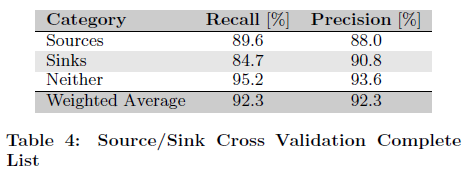 Category Recall [%] Precision [%]
Sources 89.6 88.0
Sinks 84.7 90.8
Neither 95.2 93.6
Weighted Average 92.3 92.3
Table 4: Source/Sink Cross Validation Complete
List